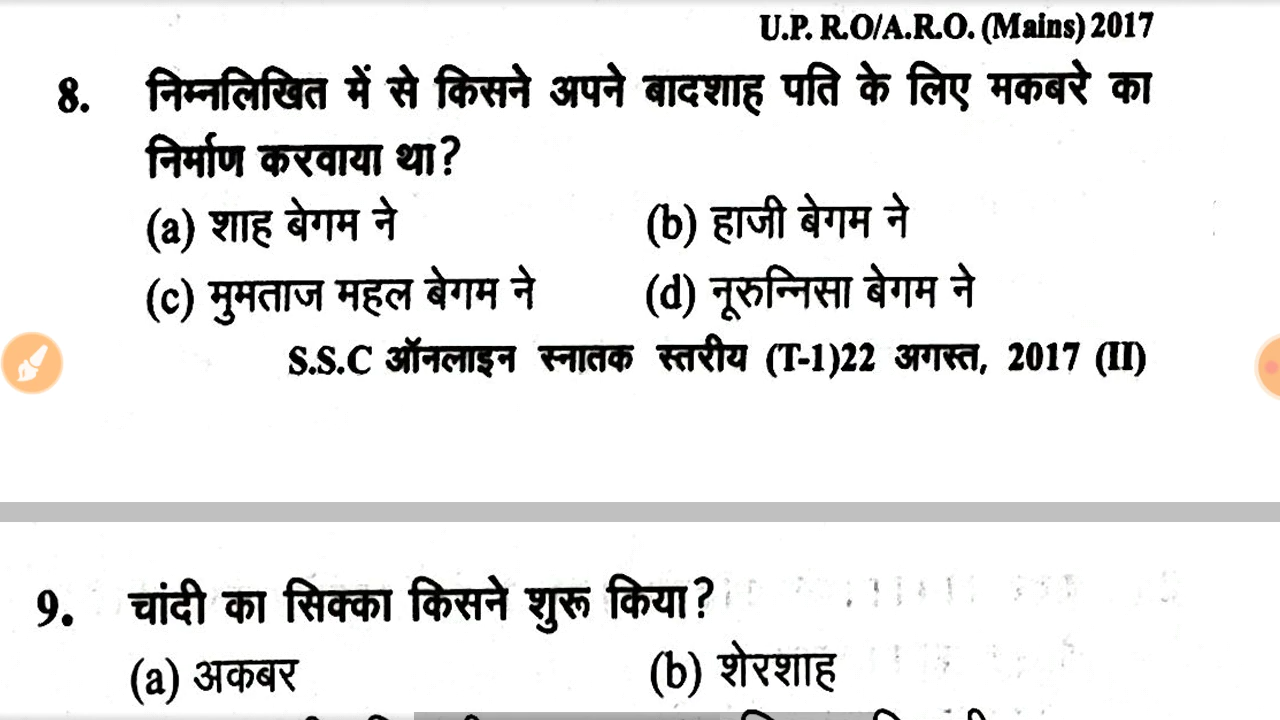 U.P. R.O/A.R.O. (Mains) 2017
8. निम्नलिखित में से किसने अपने बादशाह पति के लिए मकबरे का
निर्माण करवाया था?
(a) शाह बेगम ने (b) हाजी बेगम ने
(c) मुमताज महल बेगम ने (d) नूरुन्निसा बेगम ने
S.S.C ऑनलाइन स्नातक स्तरीय (T-1)22 अगस्त, 2017 (II)
9. चांदी का सिक्का किसने शुरू किया?
(a) अकबर (b) शेरशाह